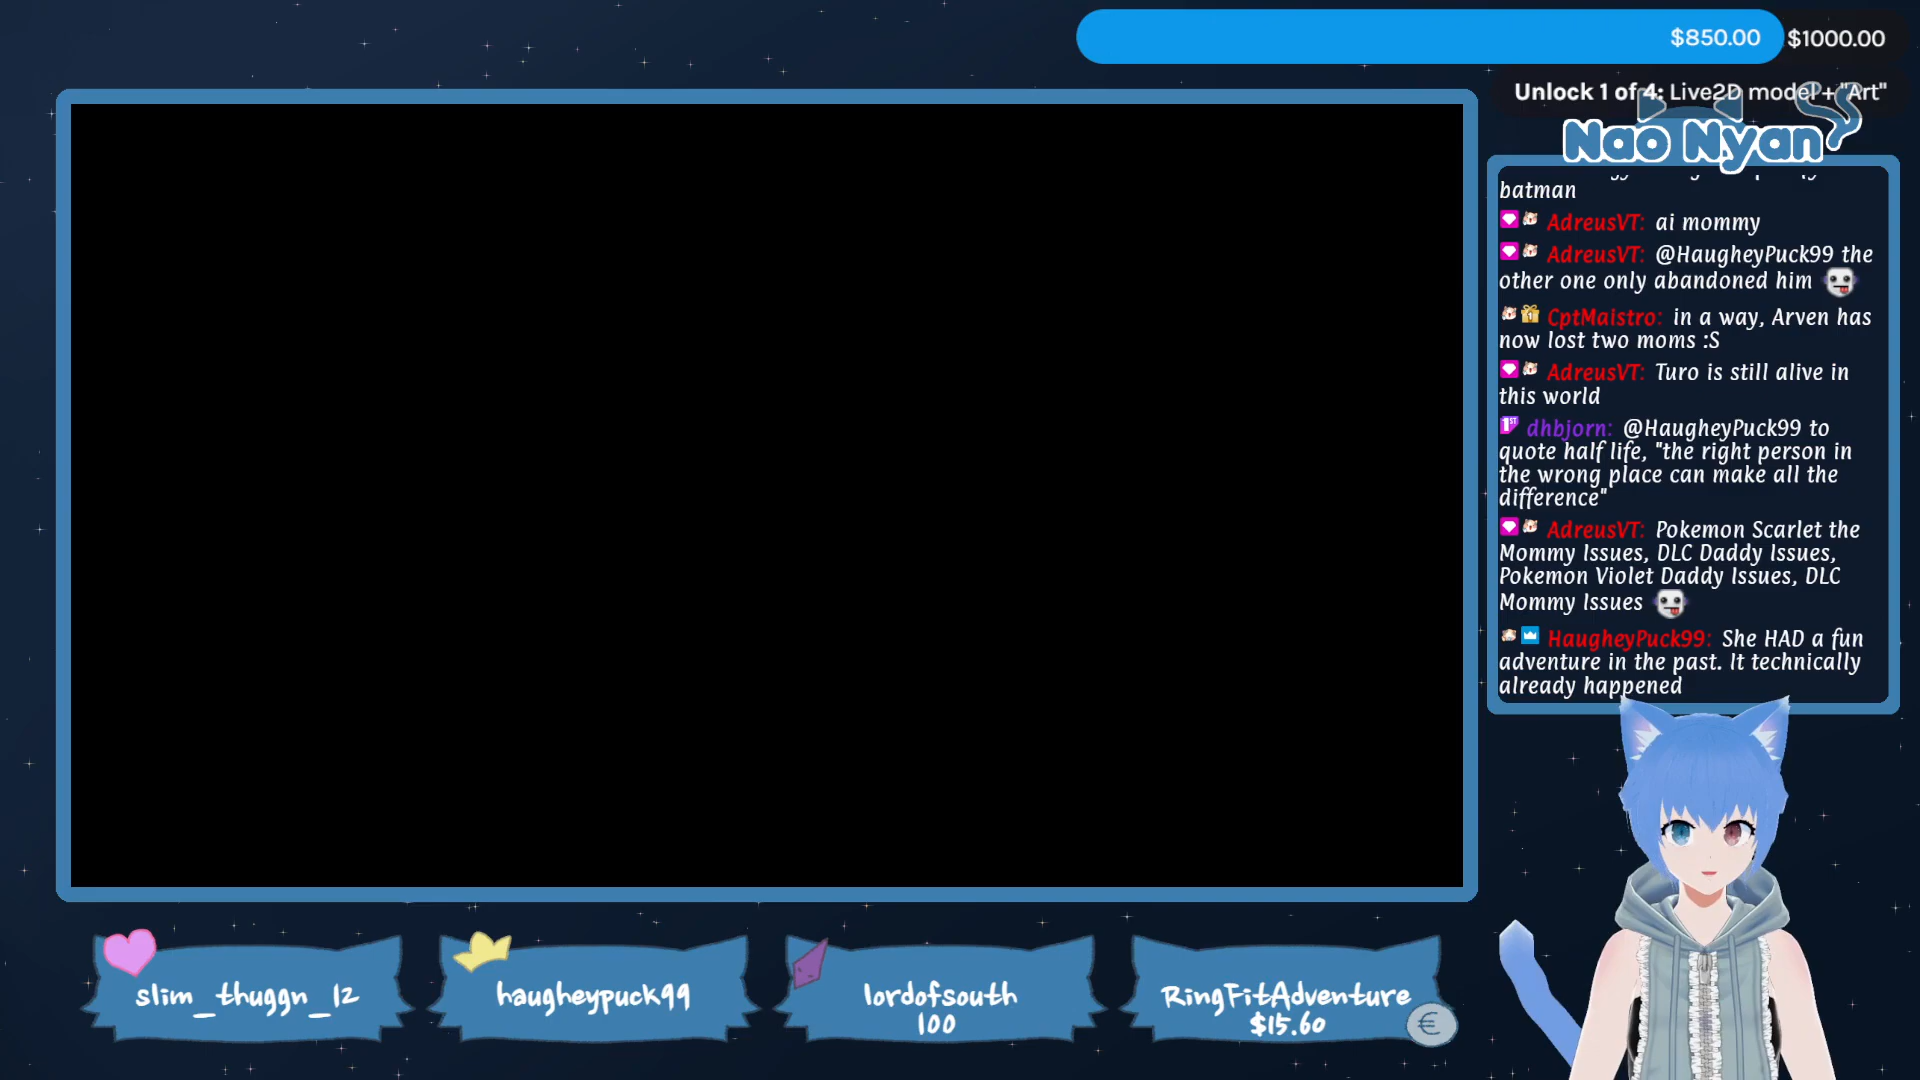 $850.00 $1000.00
Unlock 1 of 4: Live2D model + "Art"
Nao Nyan
batman
AdreusVT: ai mommy
AdreusVT: @HaugheyPuck99 the
other one only abandoned him
CptMaistro: in a way, Arven has
now lost two moms :S
AdreusVT: Turo is still alive in
this world
dhbjorn: @HaugheyPuck99 to
quote half life, "the right person in
the wrong place can make all the
difference"
AdreusVT: Pokemon Scarlet the
Mommy Issues, DLC Daddy Issues,
Pokemon Violet Daddy Issues, DLC
Mommy Issues
HaugheyPuck99: She HAD a fun
adventure in the past. It technically
already happened
slim_thuggn_12
haugheypuck99
lordofsouth
100
RingFitAdventure
$15.60
€